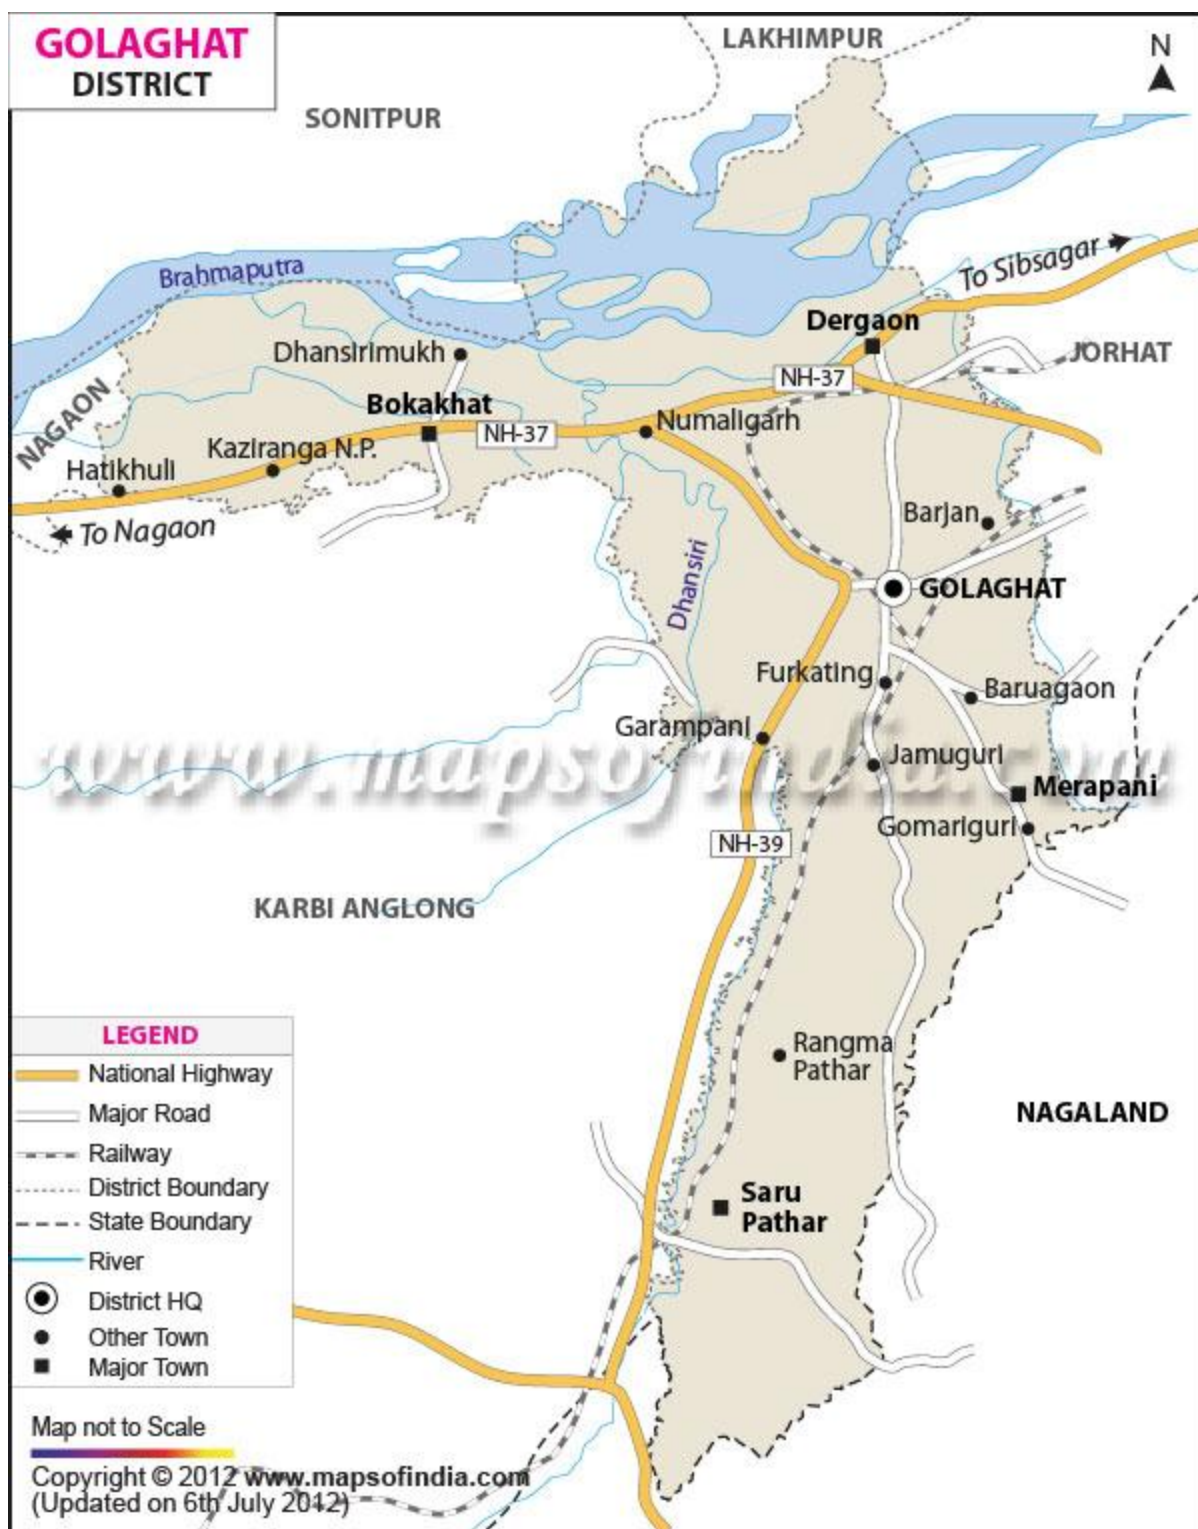 GOLAGHAT
DISTRICT
LAKHIMPUR
N
SONITPUR
Brahmaputra
To Sibsagar
Dergaon
Dhansirimukh
JORHAT
NH-37
NAGAON
Bokakhat
NH-37
Numaligarh
Kaziranga N.P.
Hatikhuli
To Nagaon
Barjan
Dhansiri
GOLAGHAT
Furkating
Baruagaon
Garampani
www.mapsofindia.com
Jamuguri
Merapani
Gomariguri
NH-39
KARBI ANGLONG
LEGEND
National Highway
Major Road
Railway
District Boundary
State Boundary
River
District HQ
Other Town
Major Town
Rangma
Pathar
NAGALAND
Saru
Pathar
Map not to Scale
Copyright © 2012 www.mapsofindia.com
(Updated on 6th July 2012)